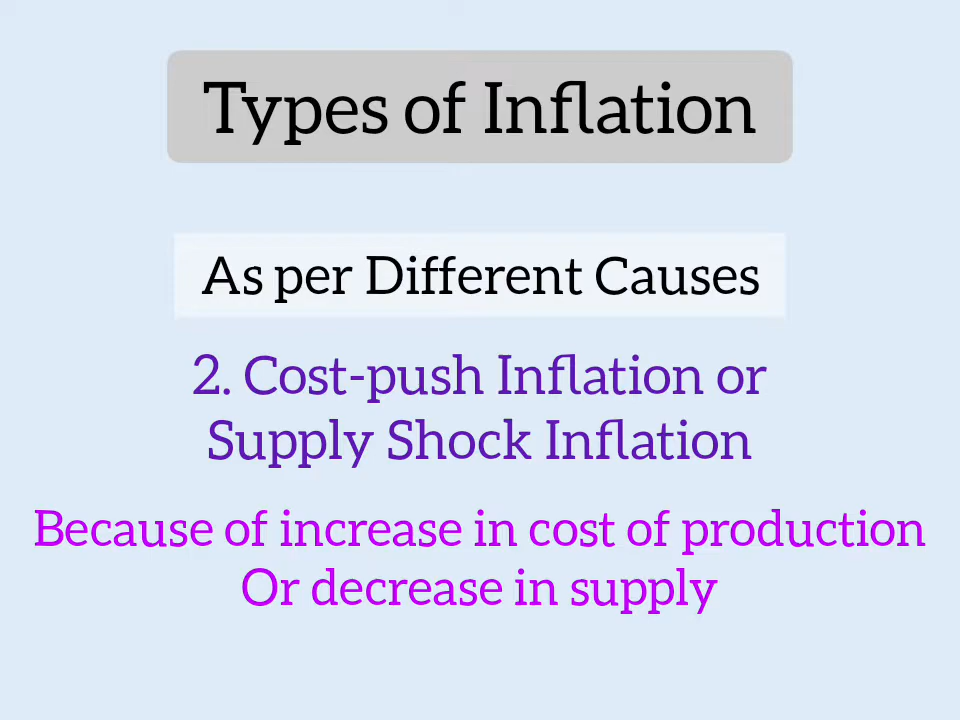 Types of Inflation
As per Different Causes
2. Cost-push Inflation or
Supply Shock Inflation
Because of increase in cost of production
Or decrease in supply